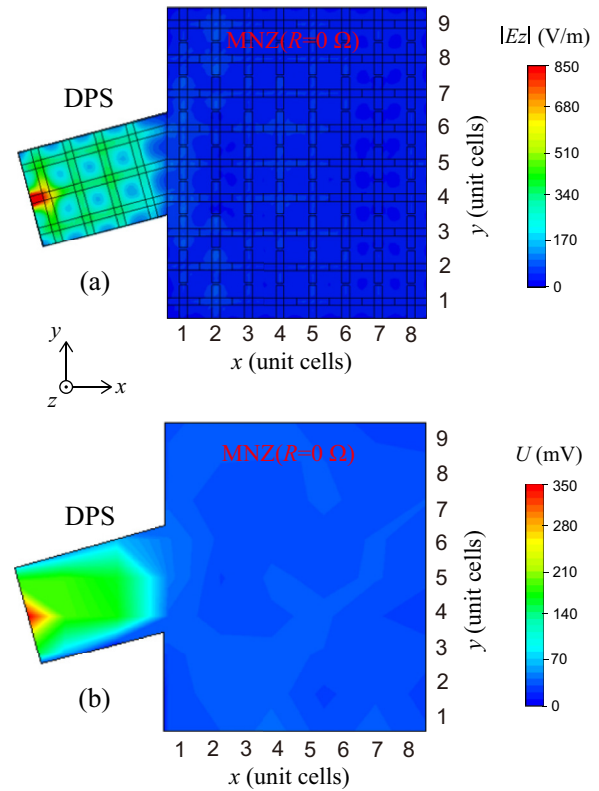 MNZ(R=0 Ω)
DPS
(a)
9
8
7
6
5
4
3
2
1
y (unit cells)
1 2 3 4 5 6 7 8
x (unit cells)
|Ez| (V/m)
850
680
510
340
170
0
y
x
z
MNZ(R=0 Ω)
DPS
(b)
9
8
7
6
5
4
3
2
1
y (unit cells)
1 2 3 4 5 6 7 8
x (unit cells)
U (mV)
350
280
210
140
70
0